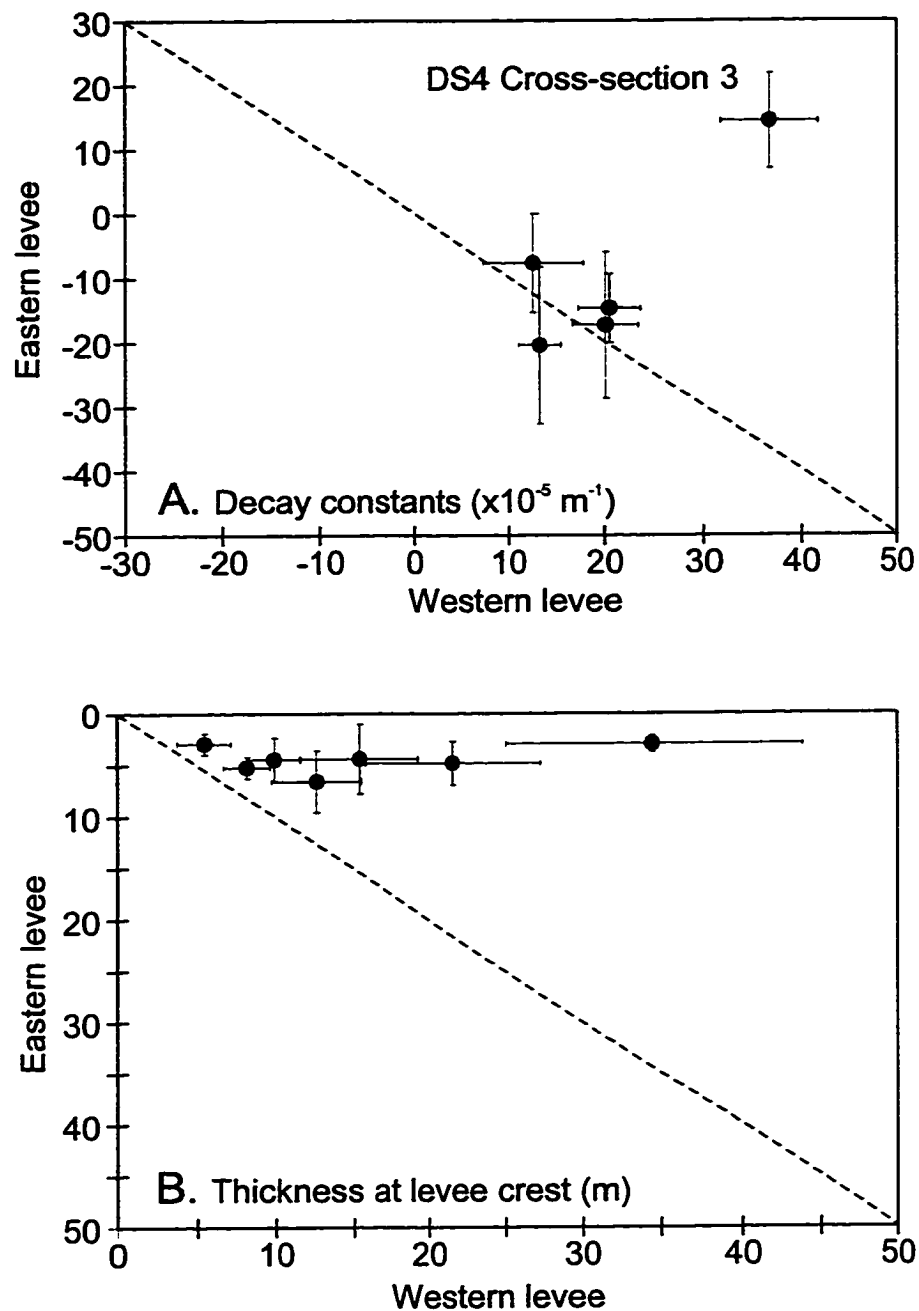 30
20
10
0
-10
-20
-30
-40
-50
Eastern levee
DS4 Cross-section 3
A. Decay constants (x10⁻⁵ m⁻¹)
-30 -20 -10 0 10 20 30 40 50
Western levee
0
10
20
30
40
50
Eastern levee
B. Thickness at levee crest (m)
0 10 20 30 40 50
Western levee